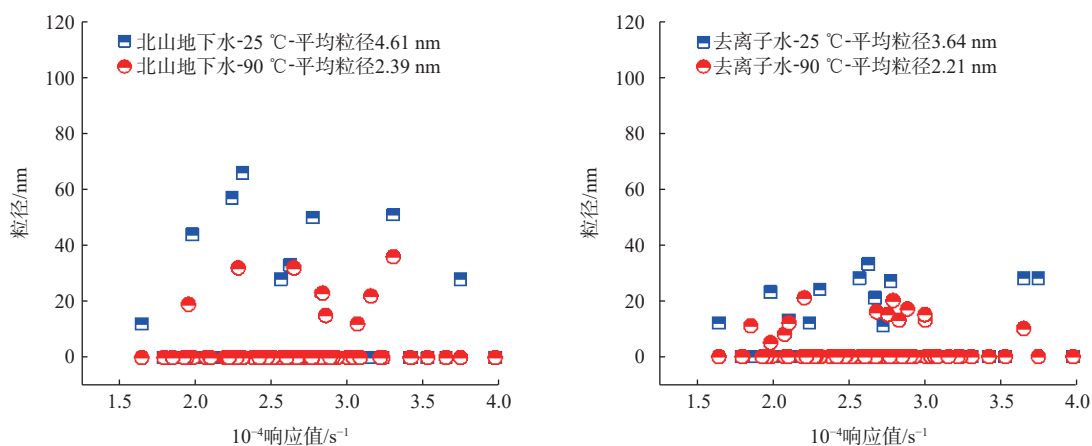 120
100
80
60
40
20
0
粒径/nm
北山地下水-25 ℃-平均粒径4.61 nm
北山地下水-90 ℃-平均粒径2.39 nm
1.5 2.0 2.5 3.0 3.5 4.0
10⁻⁴响应值/s⁻¹
120
100
80
60
40
20
0
粒径/nm
去离子水-25 ℃-平均粒径3.64 nm
去离子水-90 ℃-平均粒径2.21 nm
1.5 2.0 2.5 3.0 3.5 4.0
10⁻⁴响应值/s⁻¹